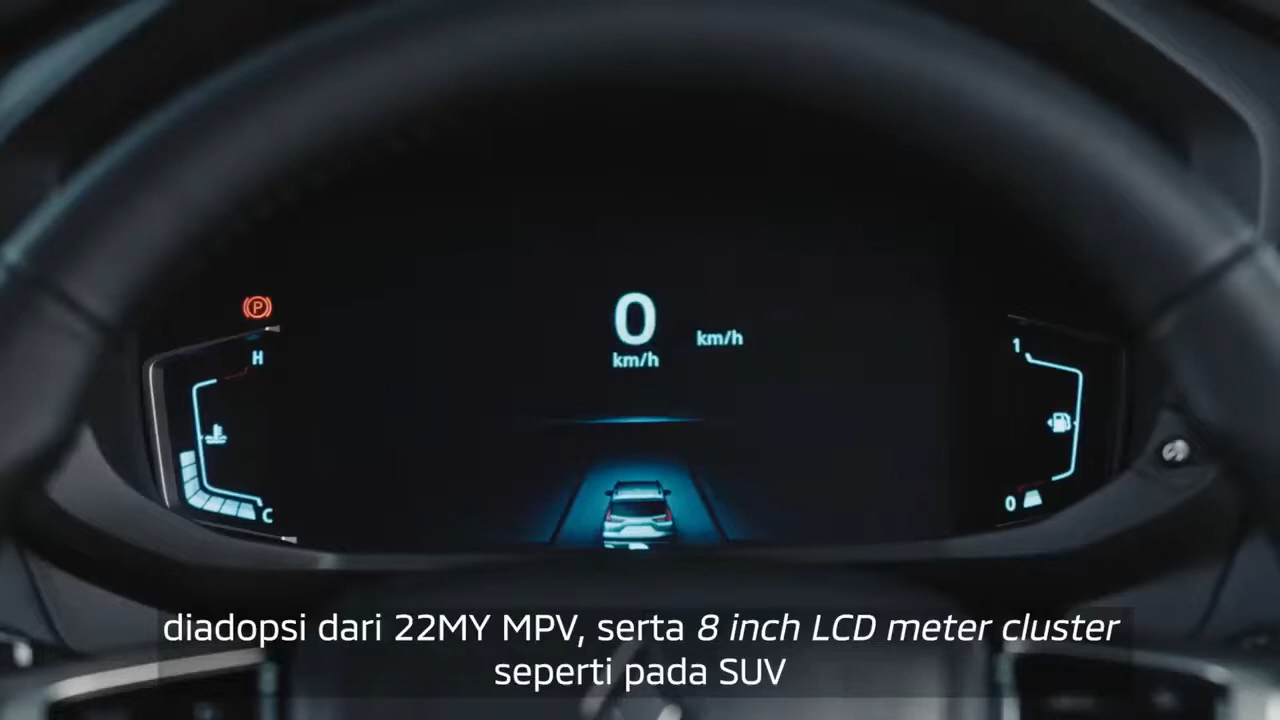 P
H
0
km/h
km/h
1
C
0
diadopsi dari 22MY MPV, serta 8 inch LCD meter cluster
seperti pada SUV